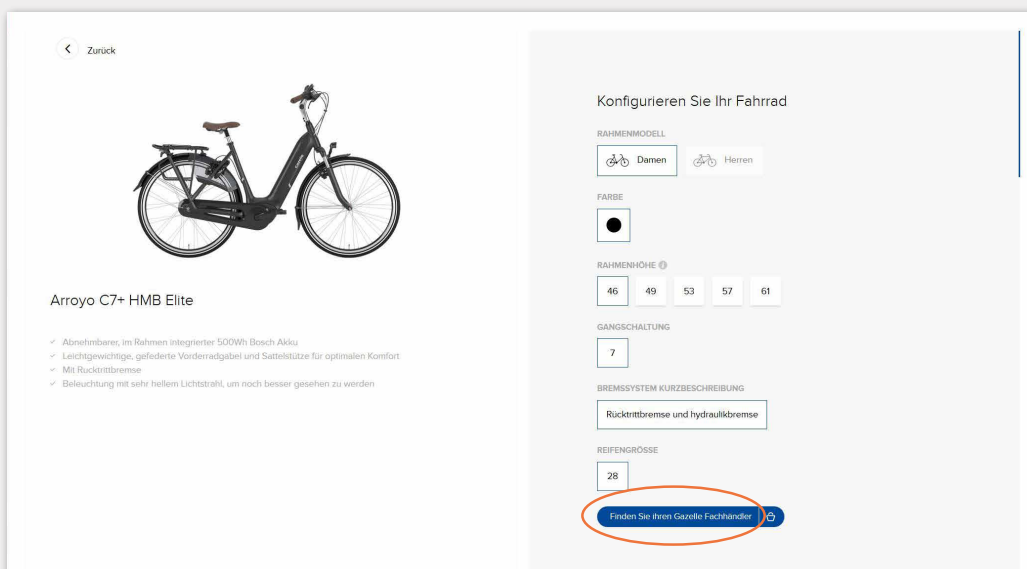 Zurück
Arroyo C7+ HMB Elite
Abnehmbarer, im Rahmen integrierter 500Wh Bosch Akku
Leichtgewichtige, gefederte Vorderradgabel und Sattelstütze für optimalen Komfort
Mit Rucktrittbremse
Beleuchtung mit sehr hellem Lichtstrahl, um noch besser gesehen zu werden
Konfigurieren Sie Ihr Fahrrad
RAHMENMODELL
Damen Herren
FARBE
RAHMENHÖHE
46 49 53 57 61
GANGSCHALTUNG
7
BREMSSYSTEM KURZBESCHREIBUNG
Rücktrittbremse und hydraulikbremse
REIFENGRÖSSE
28
Finden Sie ihren Gazelle Fachhändler